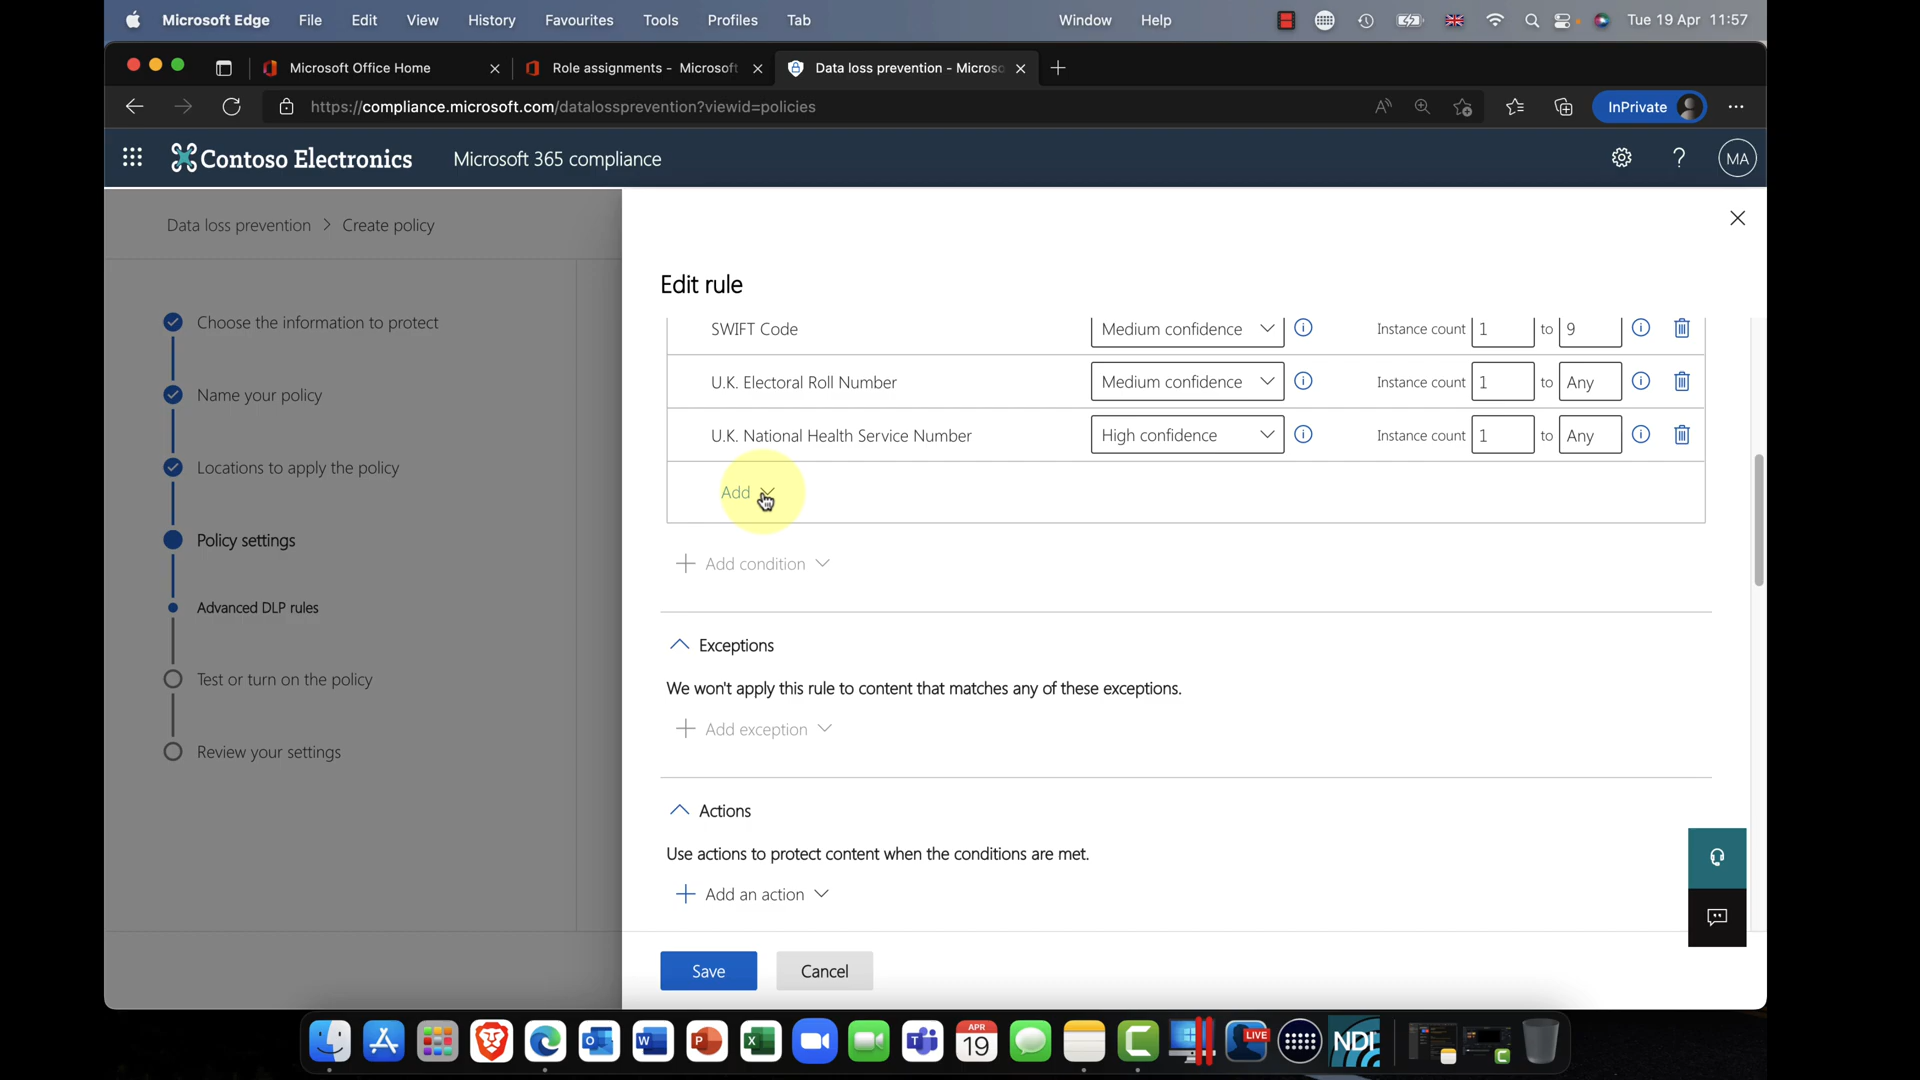 Microsoft Edge File Edit View History Favourites Tools Profiles Tab Window Help Tue 19 Apr 11:57
Microsoft Office Home Role assignments - Microsoft Data loss prevention - Microso
https://compliance.microsoft.com/datalossprevention?viewid=policies InPrivate
Contoso Electronics Microsoft 365 compliance ? MA
Data loss prevention > Create policy
Choose the information to protect
Name your policy
Locations to apply the policy
Policy settings
Advanced DLP rules
Test or turn on the policy
Review your settings
Edit rule
SWIFT Code Medium confidence Instance count 1 to 9
U.K. Electoral Roll Number Medium confidence Instance count 1 to Any
U.K. National Health Service Number High confidence Instance count 1 to Any
Add
Add condition
Exceptions
We won't apply this rule to content that matches any of these exceptions.
Add exception
Actions
Use actions to protect content when the conditions are met.
Add an action
Save Cancel
APR
19
LIVE
NDI